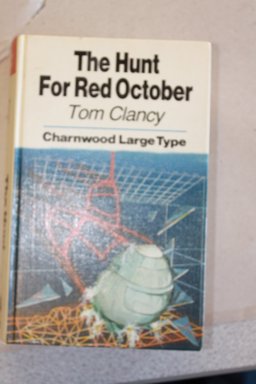 The Hunt
For Red October
Tom Clancy
Charnwood Large Type